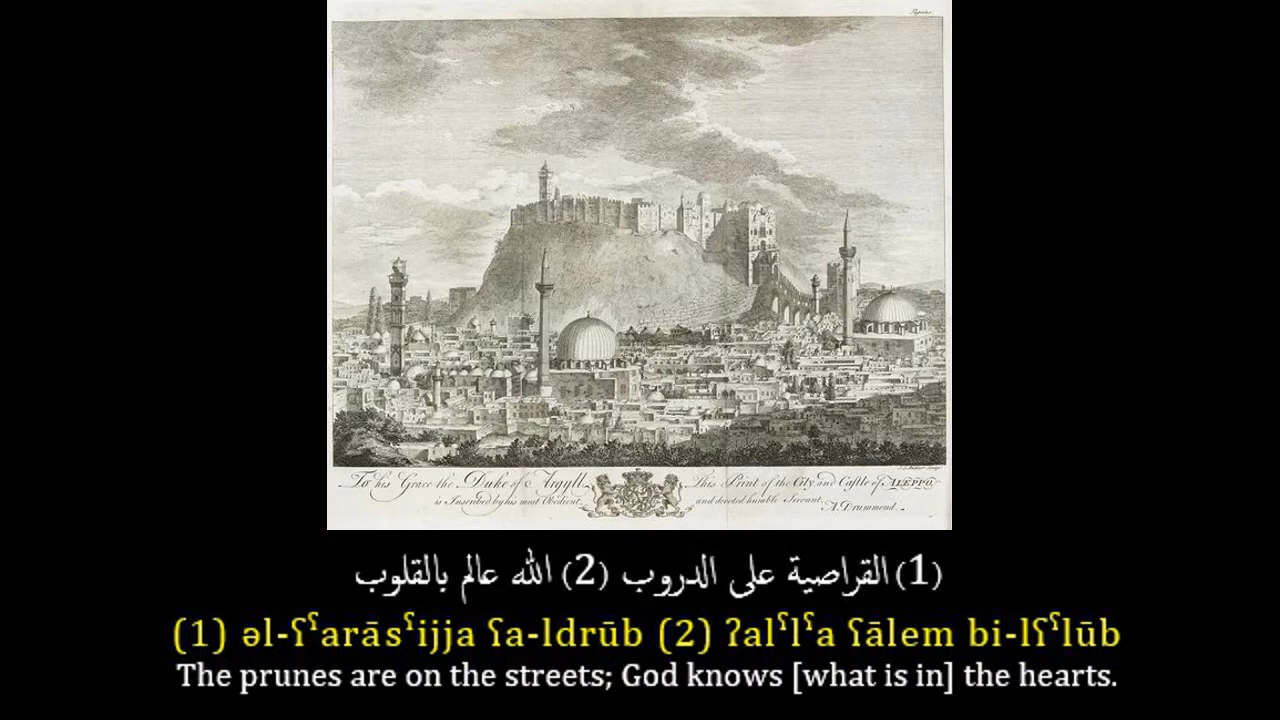 To his Grace the Duke of Argyll This Print of the City and Castle of ALEPPO
is Inscribed by his most Obedient and devoted humble Servant
A. Drummond.
(1) القراصية على الدروب (2) الله عالم بالقلوب
(1) əl-ʕˤarāsˤijja ʕa-ldrūb (2) ʔalˤlˤa ʕālem bi-lʕˤlūb
The prunes are on the streets; God knows [what is in] the hearts.